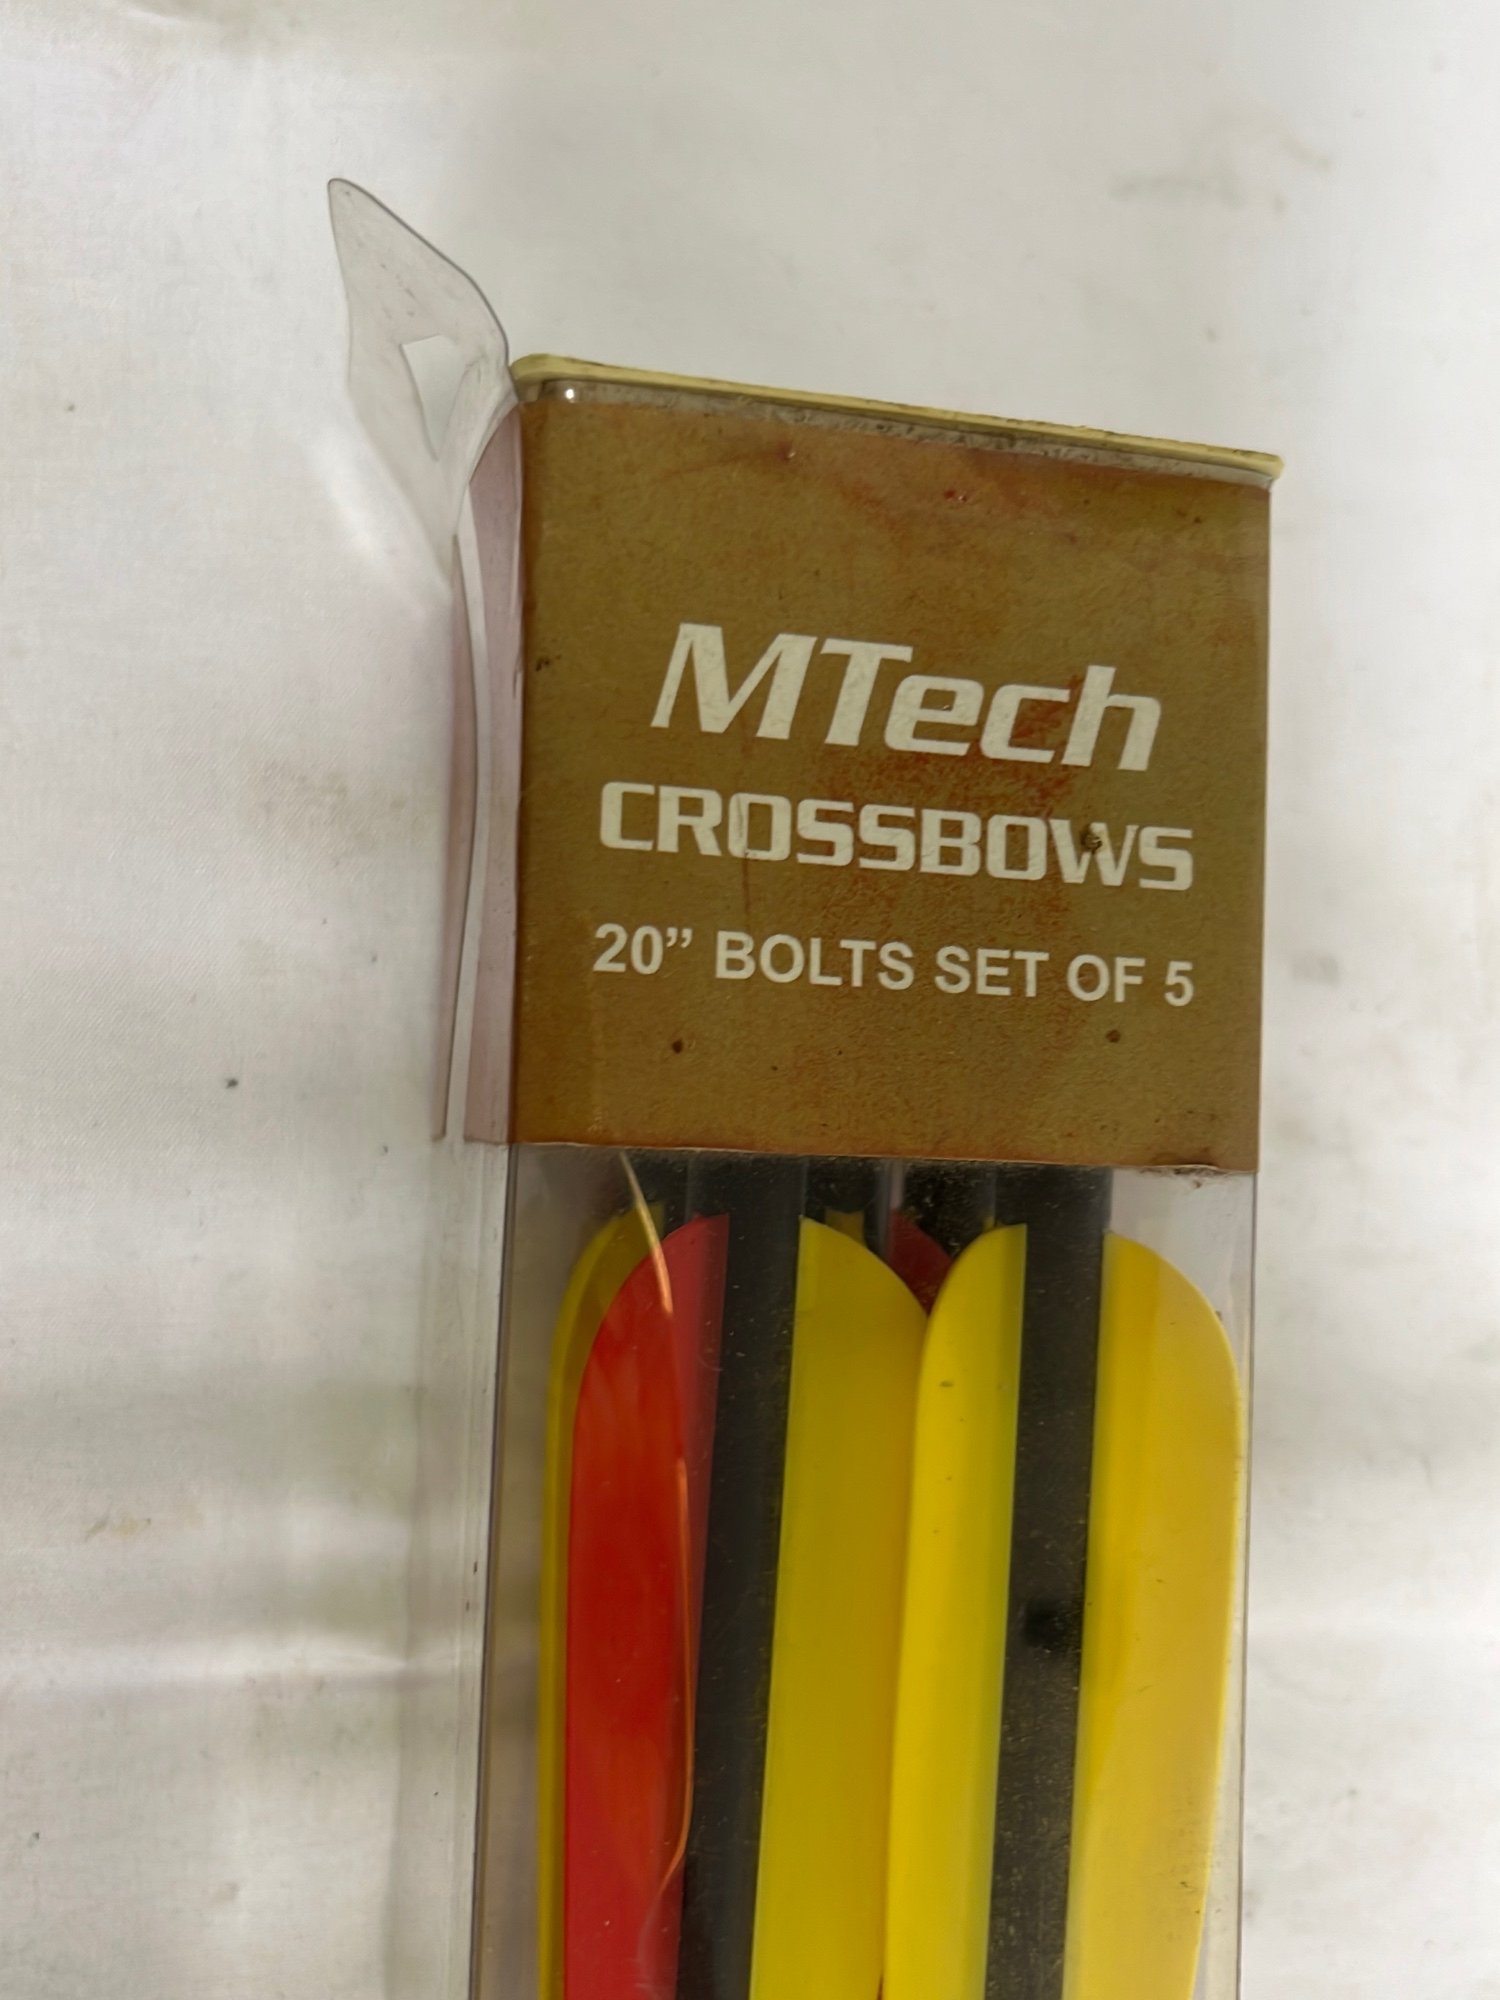 MTech
CROSSBOWS
20” BOLTS SET OF 5